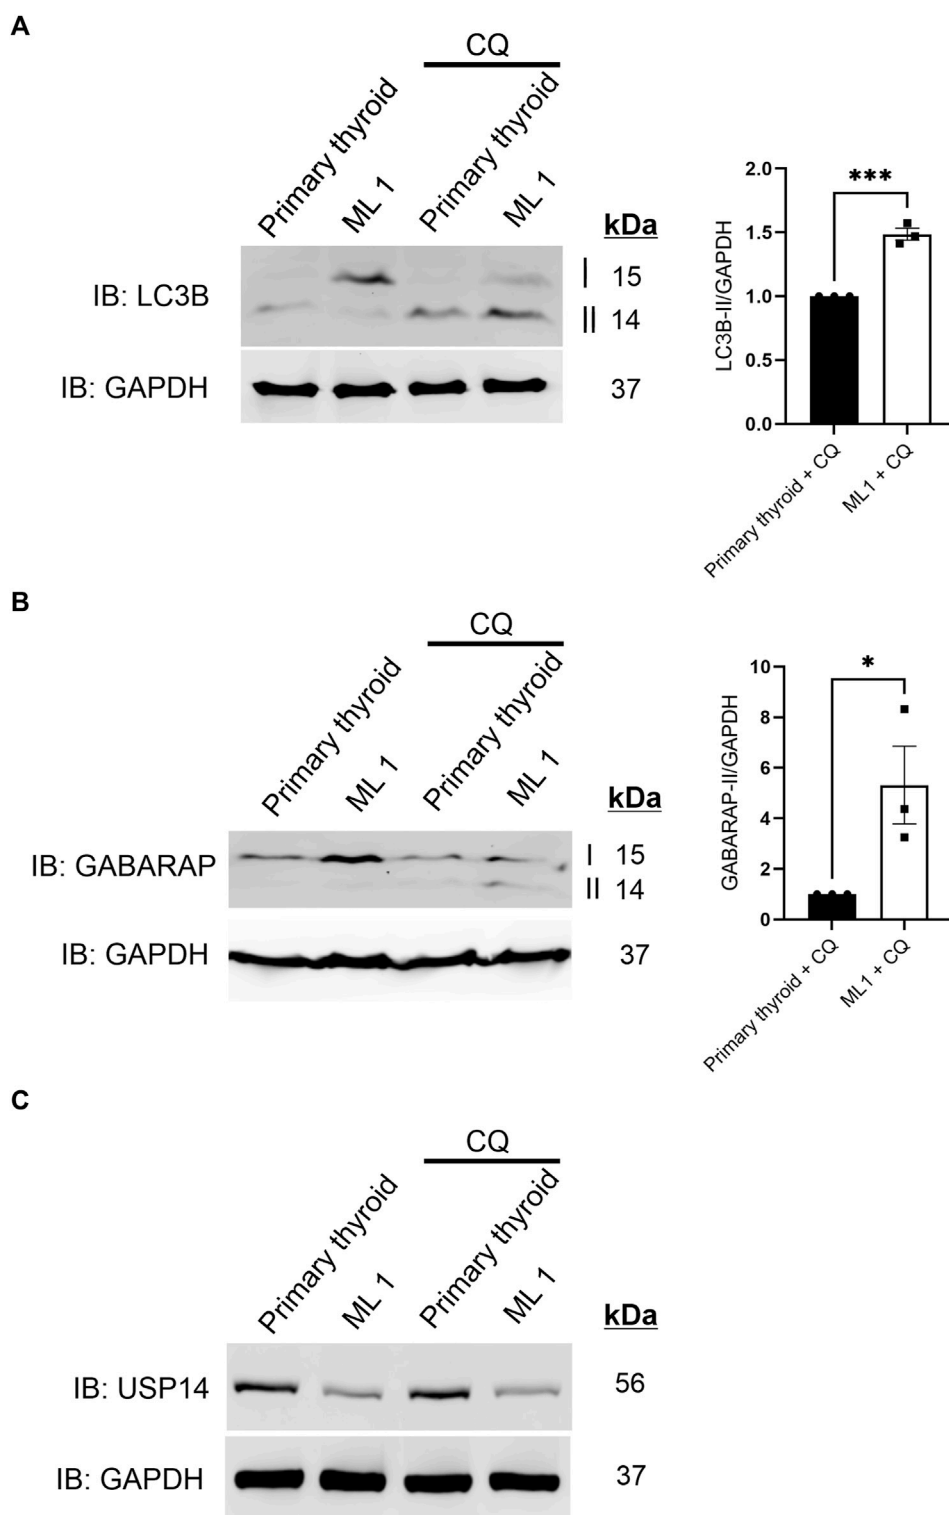 A
CQ
Primary thyroid
ML 1
Primary thyroid
ML 1
kDa
IB: LC3B
I 15
II 14
IB: GAPDH
37
LC3B-II/GAPDH
2.0
1.5
1.0
0.5
0.0
***
Primary thyroid + CQ
ML1 + CQ
B
CQ
Primary thyroid
ML 1
Primary thyroid
ML 1
kDa
IB: GABARAP
I 15
II 14
IB: GAPDH
37
GABARAP-II/GAPDH
10
8
6
4
2
0
*
Primary thyroid + CQ
ML1 + CQ
C
CQ
Primary thyroid
ML 1
Primary thyroid
ML 1
kDa
IB: USP14
56
IB: GAPDH
37